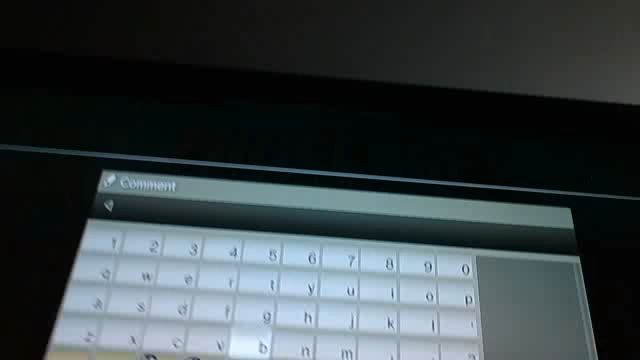 Comment
1 2 3 4 5 6 7 8 9 0
q w e r t y u i o p
a s d f g h j k l '
z x c v b n m , ?